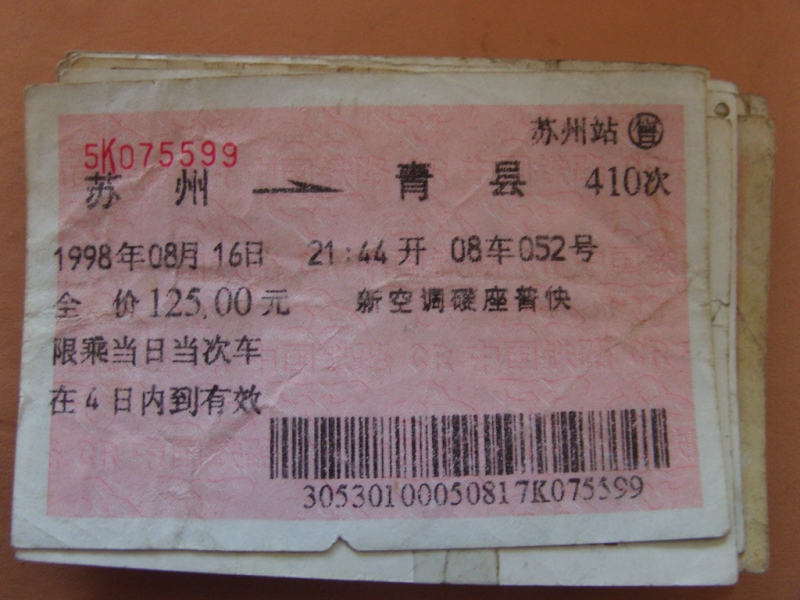 苏州站 售
5K075599
苏州 青县 410次
1998年08月16日 21:44开 08车052号
全价125.00元 新空调硬座普快
限乘当日当次车
在4日内到有效
30530100050817K075599